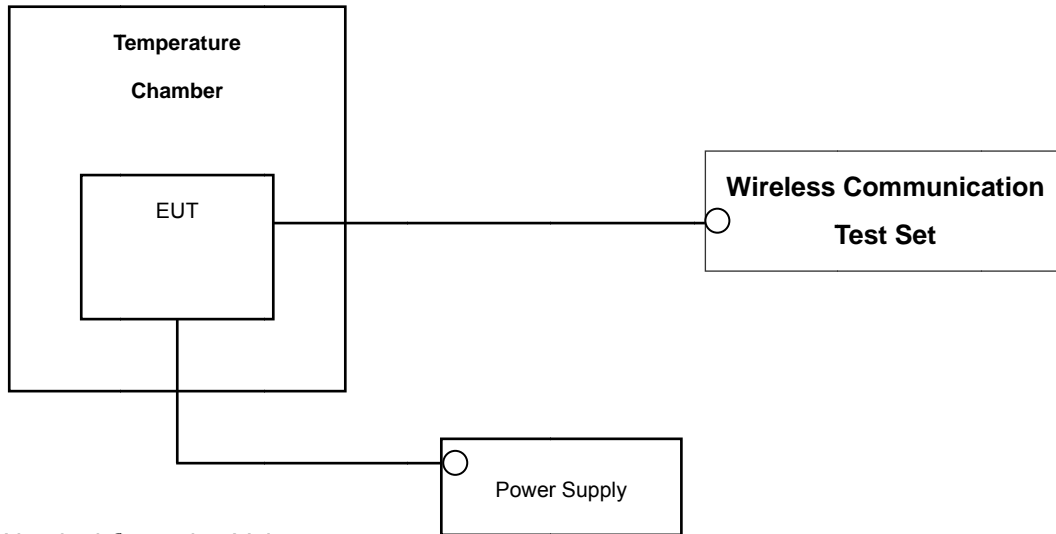 Temperature
Chamber
EUT
Wireless Communication
Test Set
Power Supply